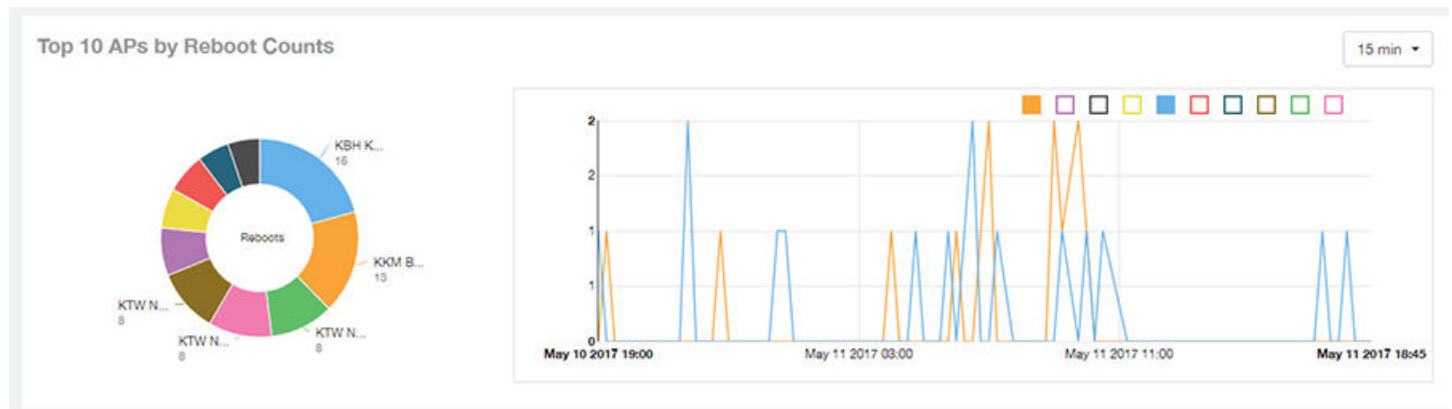 Top 10 APs by Reboot Counts
15 min
KBH K...
16
Reboots
KKM B...
13
KTW N...
8
KTW N...
8
KTW N...
8
2
2
1
1
0
May 10 2017 19:00
May 11 2017 03:00
May 11 2017 11:00
May 11 2017 18:45